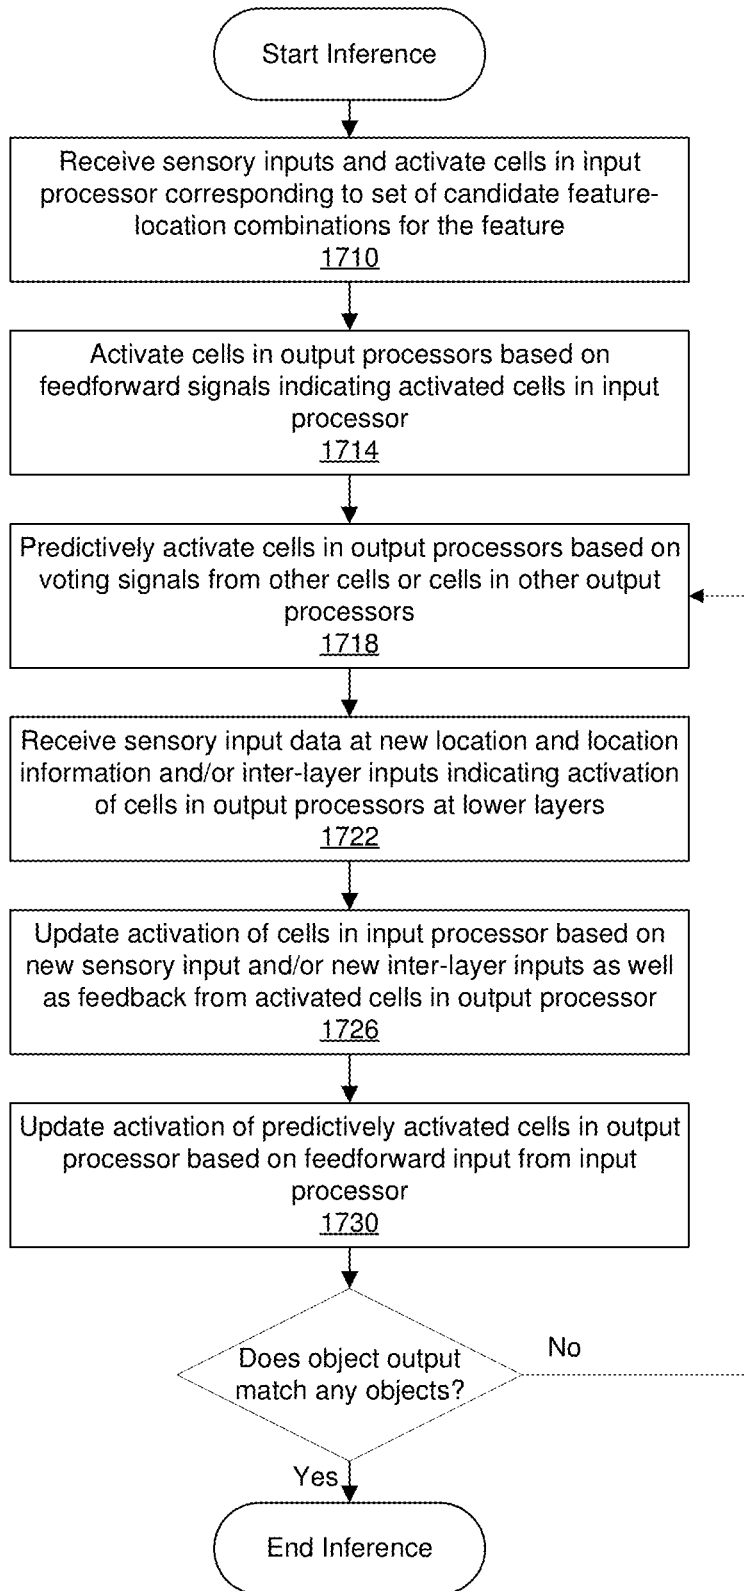 Start Inference
Receive sensory inputs and activate cells in input
processor corresponding to set of candidate feature-
location combinations for the feature
1710
Activate cells in output processors based on
feedforward signals indicating activated cells in input
processor
1714
Predictively activate cells in output processors based on
voting signals from other cells or cells in other output
processors
1718
Receive sensory input data at new location and location
information and/or inter-layer inputs indicating activation
of cells in output processors at lower layers
1722
Update activation of cells in input processor based on
new sensory input and/or new inter-layer inputs as well
as feedback from activated cells in output processor
1726
Update activation of predictively activated cells in output
processor based on feedforward input from input
processor
1730
Does object output
match any objects?
No
Yes
End Inference